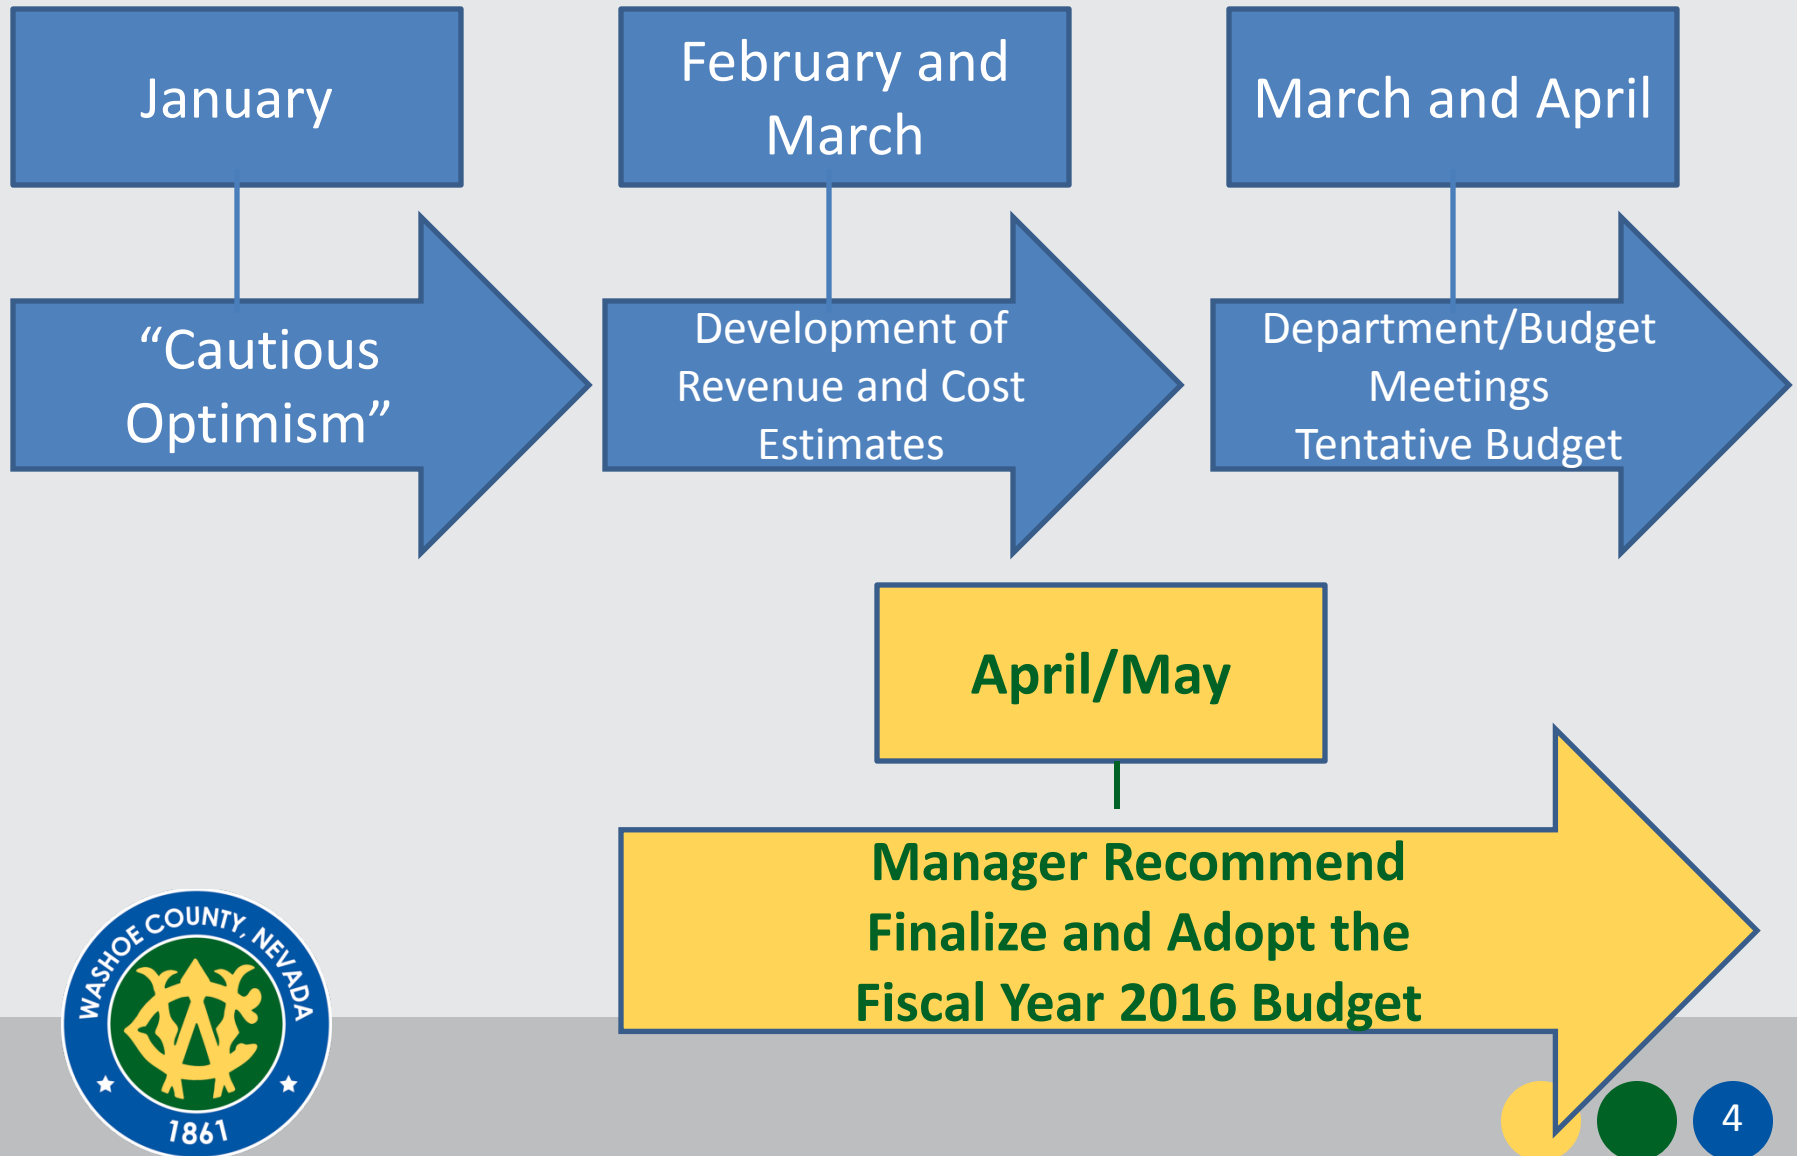 January
February and
March
March and April
“Cautious
Optimism”
Development of
Revenue and Cost
Estimates
Department/Budget
Meetings
Tentative Budget
April/May
Manager Recommend
Finalize and Adopt the
Fiscal Year 2016 Budget
WASHOE COUNTY, NEVADA
1861
4